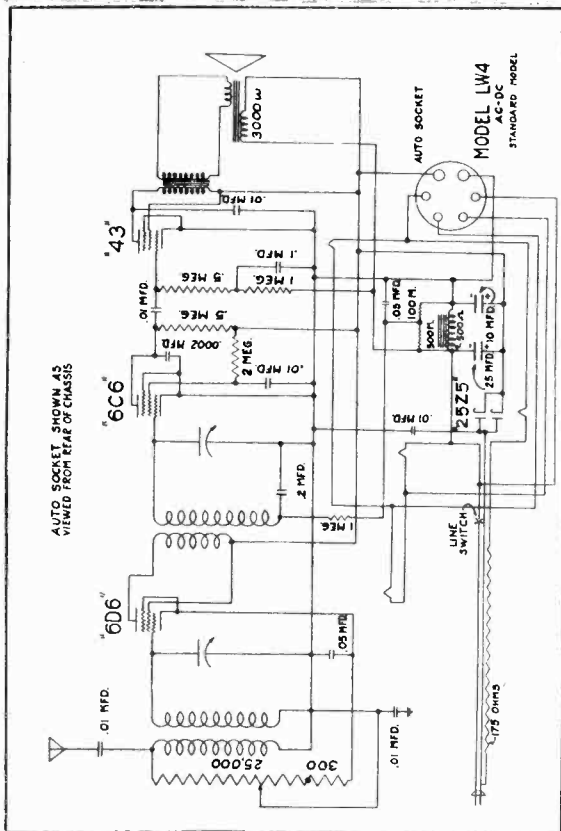 AUTO SOCKET SHOWN AS
VIEWED FROM REAR OF CHASSIS
MODEL LW4
AC-DC
STANDARD MODEL
AUTO SOCKET
"6D6"
"6C6"
"43"
"25Z5"
3000 W
.01 MFD.
25,000
300
.01 MFD.
.05 MFD.
1 MEG.
.2 MFD.
.0002 MFD.
2 MEG.
.01 MFD.
.01 MFD.
.5 MEG.
.5 MEG.
1 MEG.
.1 MFD.
.01 MFD.
.05 MFD.
100 M.
500 M.
25 MFD
10 MFD.
.01 MFD.
LINE
SWITCH
175 OHMS